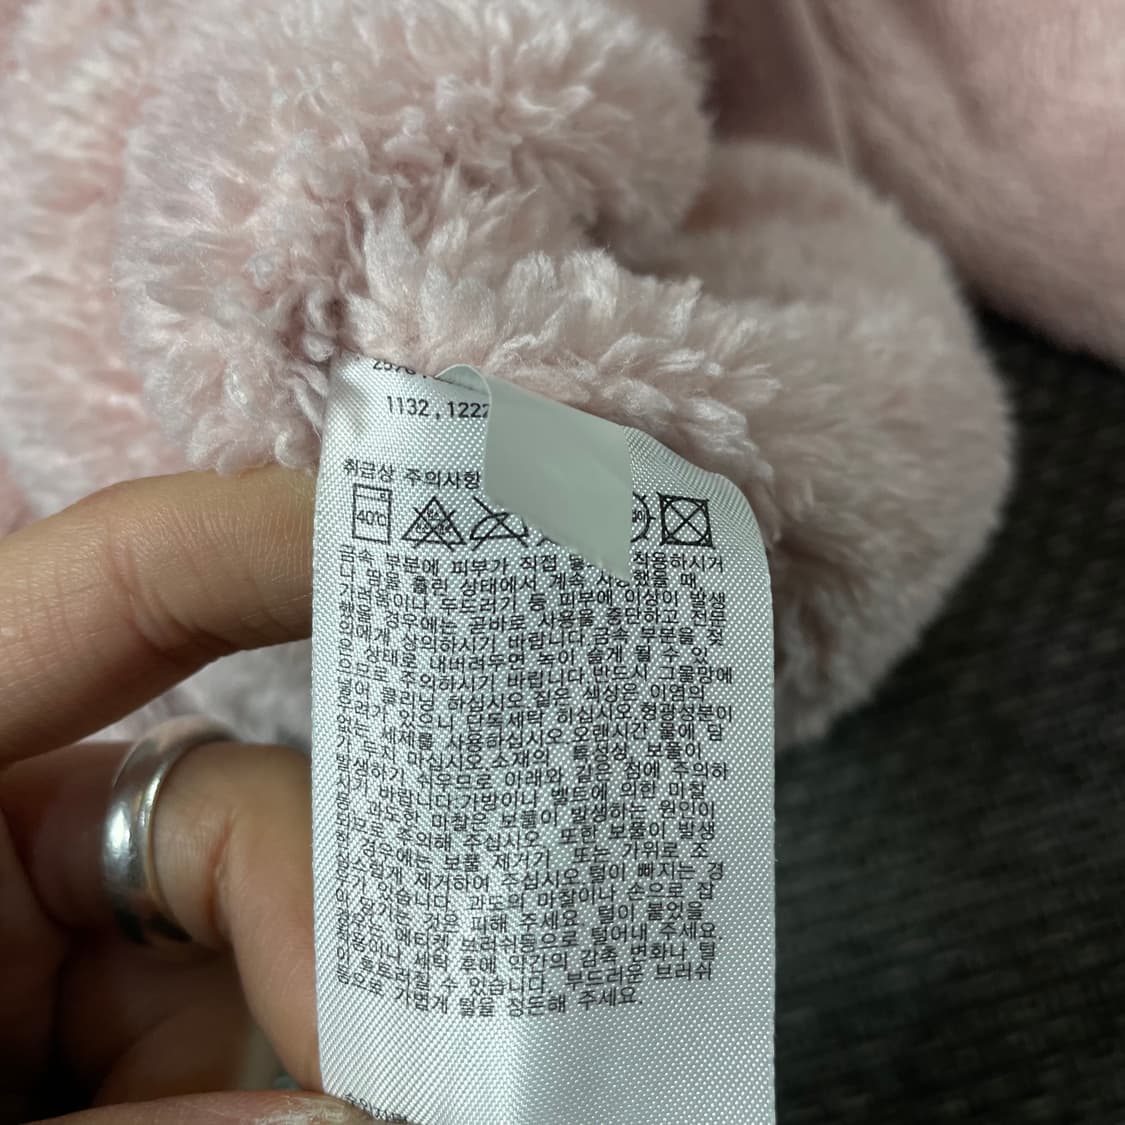 1132 , 1222
취급상 주의사항
40℃
금속 부분에 피부가 직접 착용하시거
나 땀을 흘린 상태에서 계속 사용했을 때
가려움이나 두드러기 등 피부에 이상이 발생
했을 경우에는 곧바로 사용을 중단하고 전문
의에게 상의하시기 바랍니다. 금속 부분을 젖
은 상태로 내버려두면 녹이 슬게 될 수 있
으므로 주의하시기 바랍니다. 반드시 그물망에
넣어 클리닝 하십시오. 짙은 색상은 이염의
우려가 있으니 단독세탁 하십시오. 형광성분이
없는 세제를 사용하십시오. 오랜시간 물에 담
가 두지 마십시오. 소재의 특성상 보풀이
발생하기 쉬우므로 아래와 같은 점에 주의하
시기 바랍니다. 가방이나 벨트에 의한 마찰
등 과도한 마찰은 보풀이 발생하는 원인이
되므로 주의해 주십시오. 또한 보풀이 발생
할 경우에는 보풀 제거기 또는 가위로 조
심스럽게 제거하여 주십시오. 털이 빠지는 경
우가 있습니다. 과도의 마찰이나 손으로 잡
아 당기는 것은 피해 주세요. 털이 붙었을
경우는 에티켓 브러쉬등으로 털어내 주세요.
착용이나 세탁 후에 약간의 감촉 변화나 털
이 흐트러질 수 있습니다. 부드러운 브러쉬
등으로 가볍게 털을 정돈해 주세요.